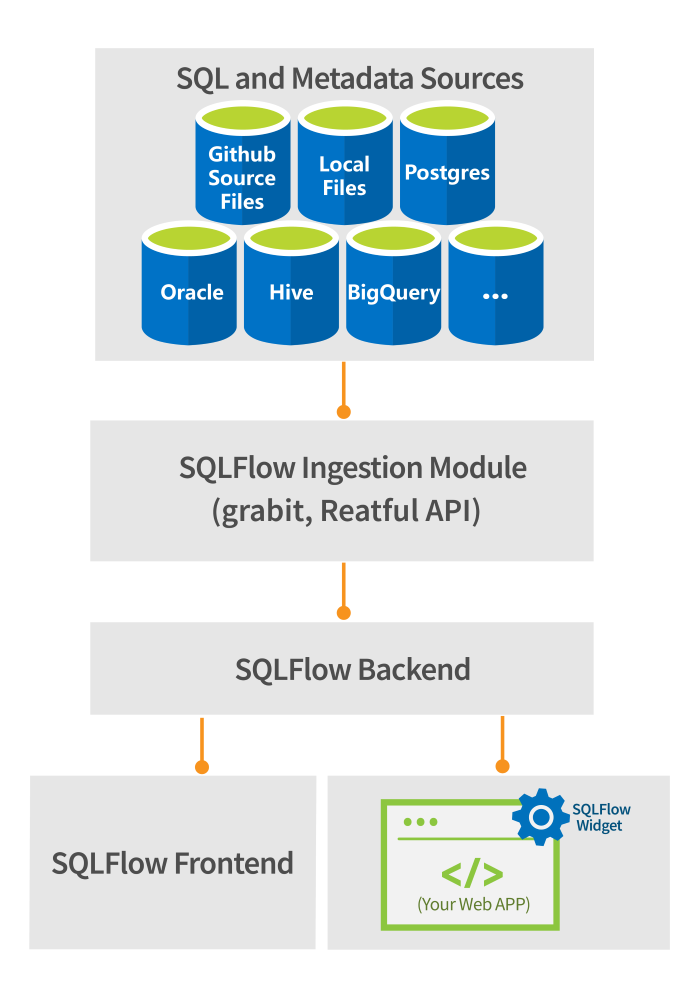 SQL and Metadata Sources
Github
Source
Files
Local
Files
Postgres
Oracle
Hive
BigQuery
...
SQLFlow Ingestion Module
(grabit, Reatful API)
SQLFlow Backend
SQLFlow Frontend
SQLFlow
Widget
</>
(Your Web APP)